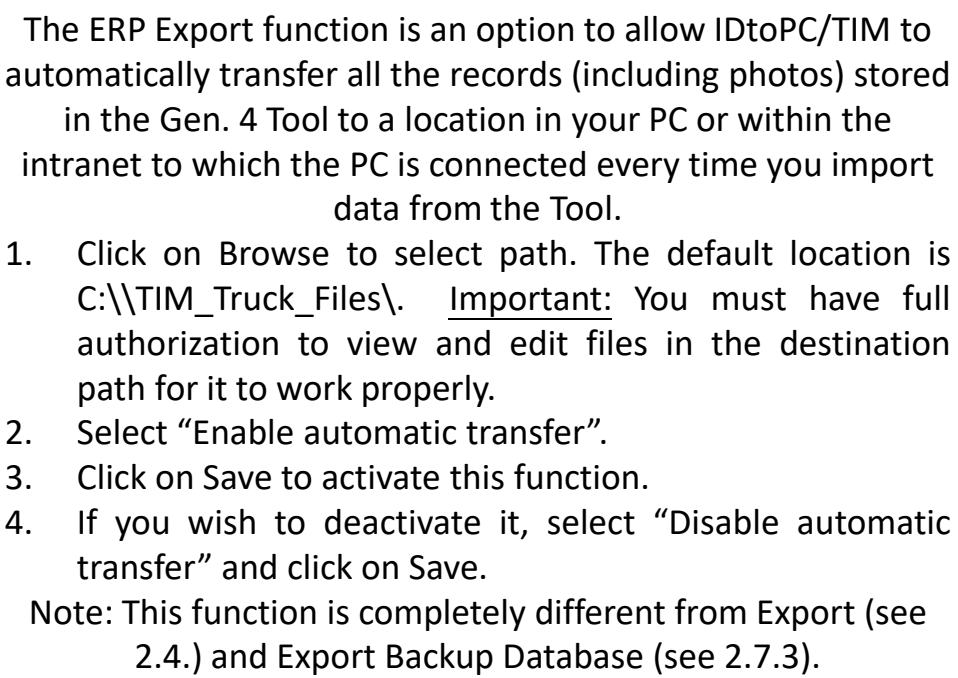 The ERP Export function is an option to allow IDtoPC/TIM to
automatically transfer all the records (including photos) stored
in the Gen. 4 Tool to a location in your PC or within the
intranet to which the PC is connected every time you import
data from the Tool.
1. Click on Browse to select path. The default location is
C:\\TIM_Truck_Files\. Important: You must have full
authorization to view and edit files in the destination
path for it to work properly.
2. Select “Enable automatic transfer”.
3. Click on Save to activate this function.
4. If you wish to deactivate it, select “Disable automatic
transfer” and click on Save.
Note: This function is completely different from Export (see
2.4.) and Export Backup Database (see 2.7.3).